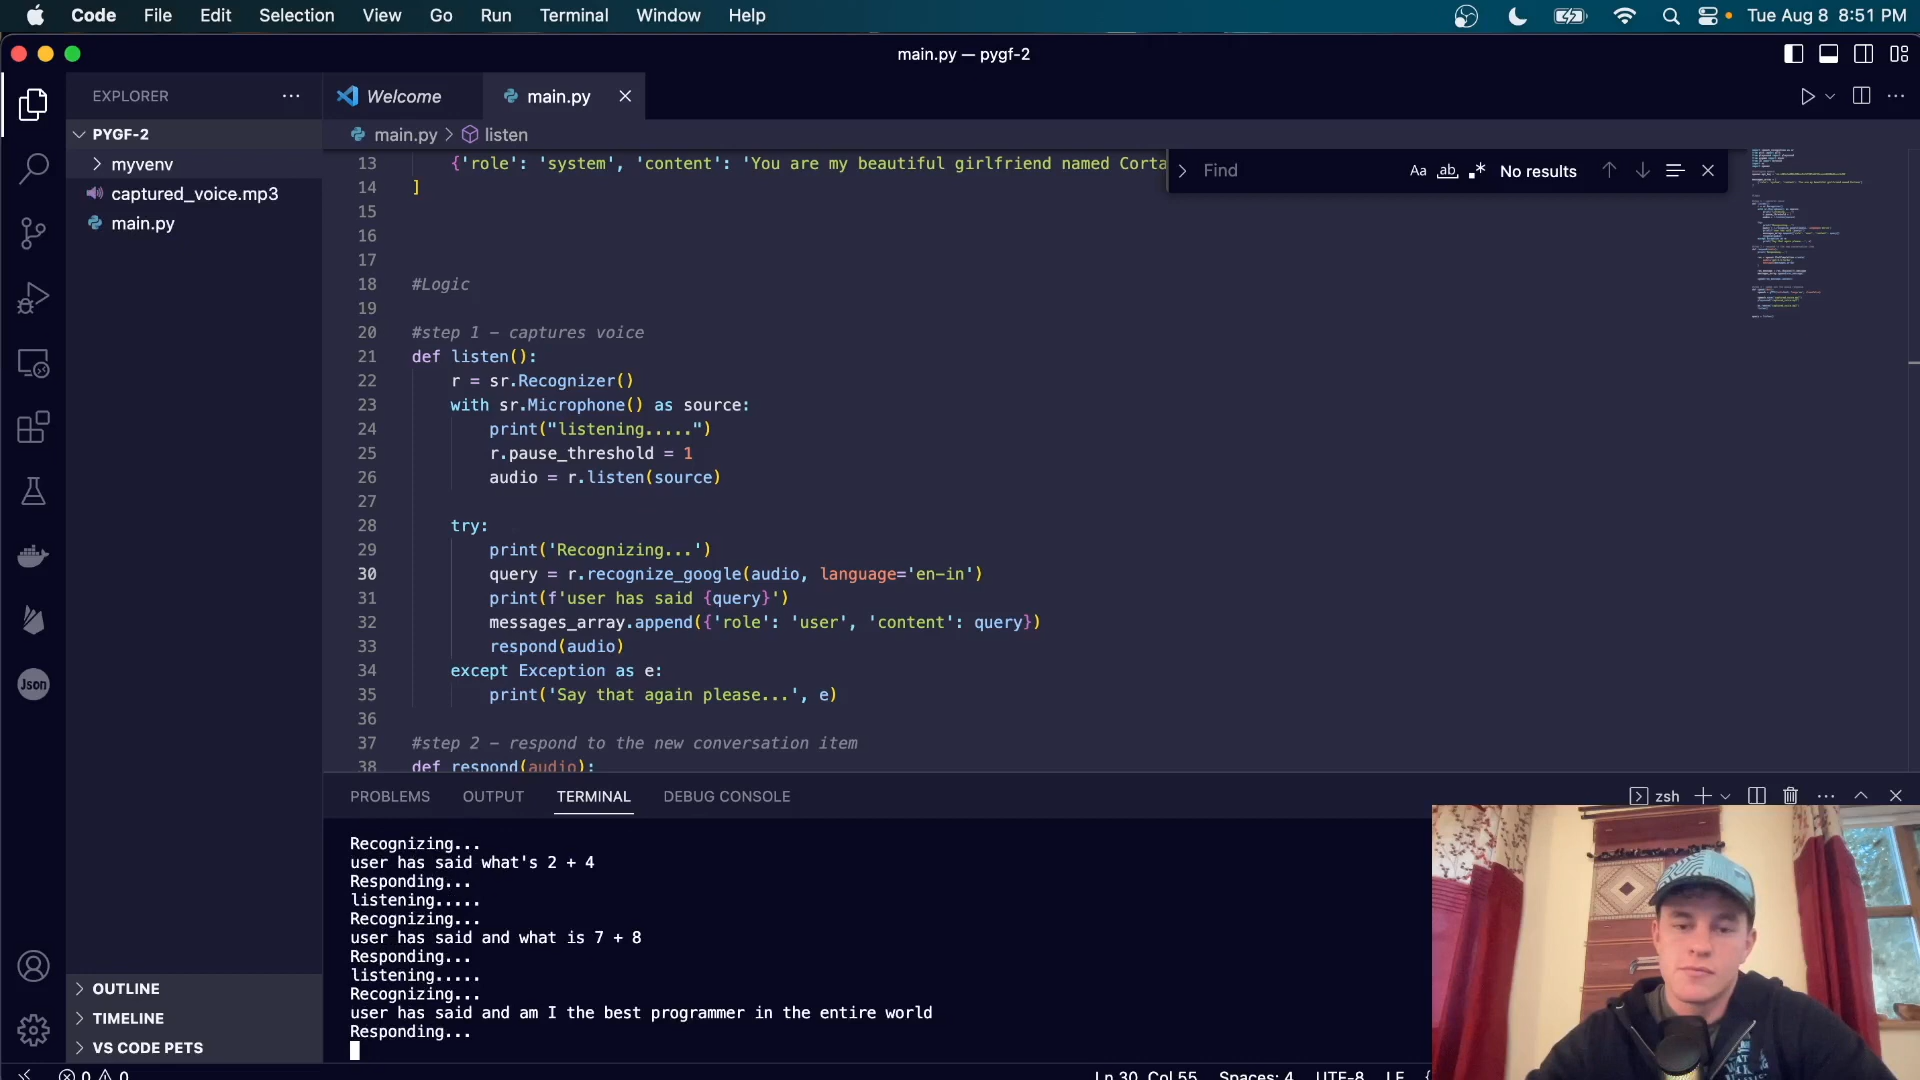 Code File Edit Selection View Go Run Terminal Window Help Tue Aug 8 8:51 PM
main.py — pygf-2
EXPLORER
Welcome
main.py
PYGF-2
myvenv
captured_voice.mp3
main.py
main.py > listen
Find
Aa ab No results
13 {'role': 'system', 'content': 'You are my beautiful girlfriend named Corta
14 ]
15
16
17
18 #Logic
19
20 #step 1 – captures voice
21 def listen():
22 r = sr.Recognizer()
23 with sr.Microphone() as source:
24 print("listening.....")
25 r.pause_threshold = 1
26 audio = r.listen(source)
27
28 try:
29 print('Recognizing...')
30 query = r.recognize_google(audio, language='en-in')
31 print(f'user has said {query}')
32 messages_array.append({'role': 'user', 'content': query})
33 respond(audio)
34 except Exception as e:
35 print('Say that again please...', e)
36
37 #step 2 – respond to the new conversation item
38 def respond(audio):
Json
PROBLEMS OUTPUT TERMINAL DEBUG CONSOLE
zsh
Recognizing...
user has said what's 2 + 4
Responding...
listening.....
Recognizing...
user has said and what is 7 + 8
Responding...
listening.....
Recognizing...
user has said and am I the best programmer in the entire world
Responding...
OUTLINE
TIMELINE
VS CODE PETS
0 0
Ln 30, Col 55 Spaces: 4 UTF-8 LF {